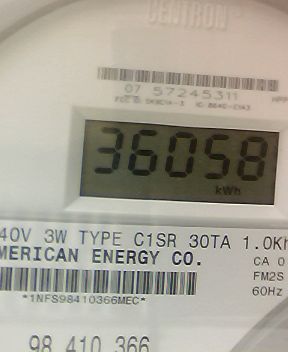 CENTRON
07 57245311
36058
kWh
40V 3W TYPE C1SR 30TA 1.0Kh
MERICAN ENERGY CO.
CA 0
FM2S
60Hz
*1NFS98410366MEC*
98 410 366